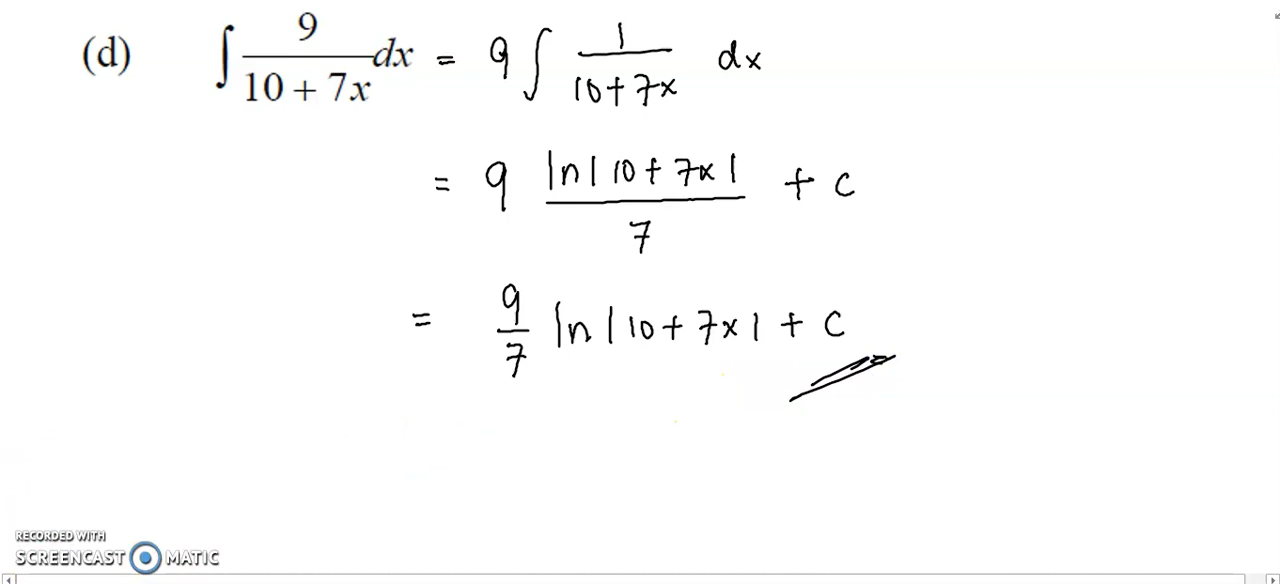 (d) ∫ 9/(10 + 7x) dx = 9 ∫ 1/(10 + 7x) dx
= 9 ln|10 + 7x|/7 + c
= 9/7 ln|10 + 7x| + c
RECORDED WITH
SCREENCAST MATIC